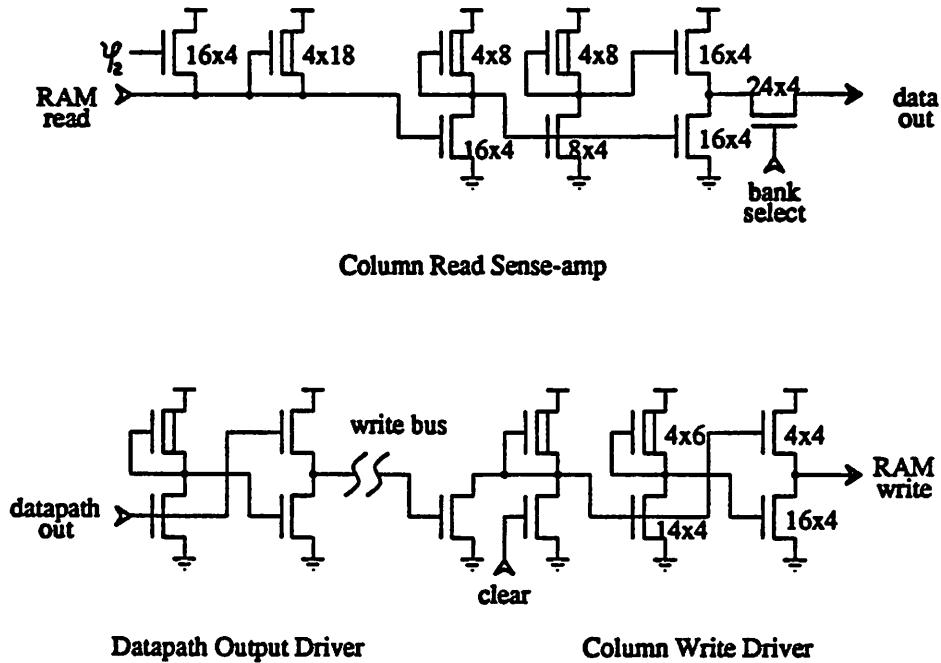 φ2
16x4
4x18
4x8
4x8
16x4
RAM
read
24x4
data
out
16x4
8x4
16x4
bank
select
Column Read Sense-amp
write bus
4x6
4x4
RAM
write
datapath
out
14x4
16x4
clear
Datapath Output Driver
Column Write Driver